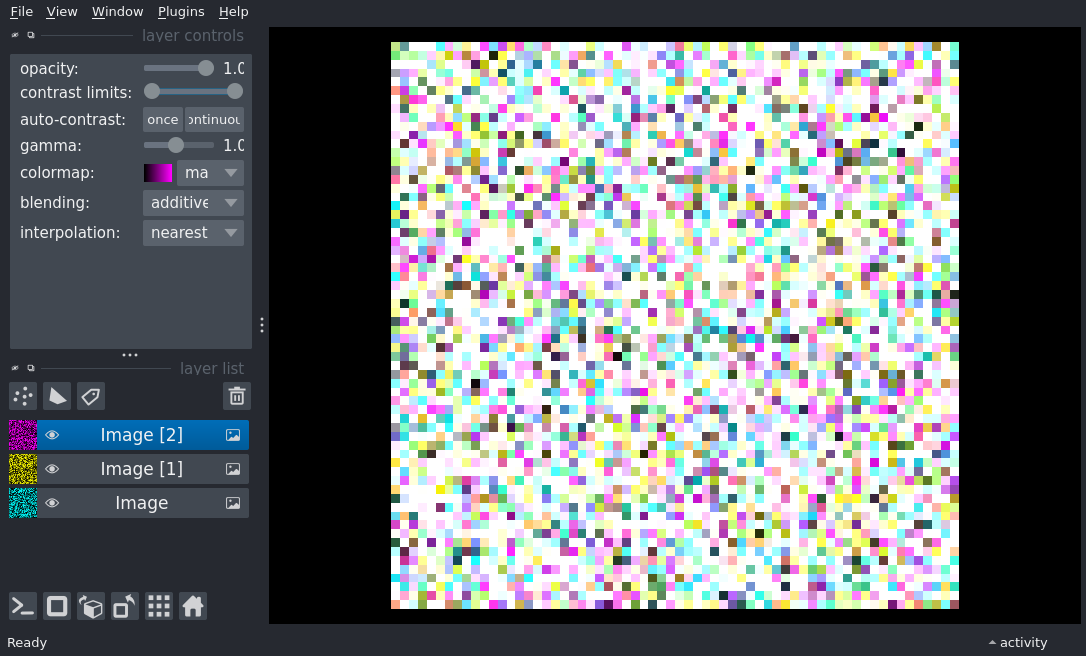 File View Window Plugins Help
layer controls
opacity: 1.0
contrast limits:
auto-contrast: once ontinuou
gamma: 1.0
colormap: ma
blending: additive
interpolation: nearest
layer list
Image [2]
Image [1]
Image
Ready activity